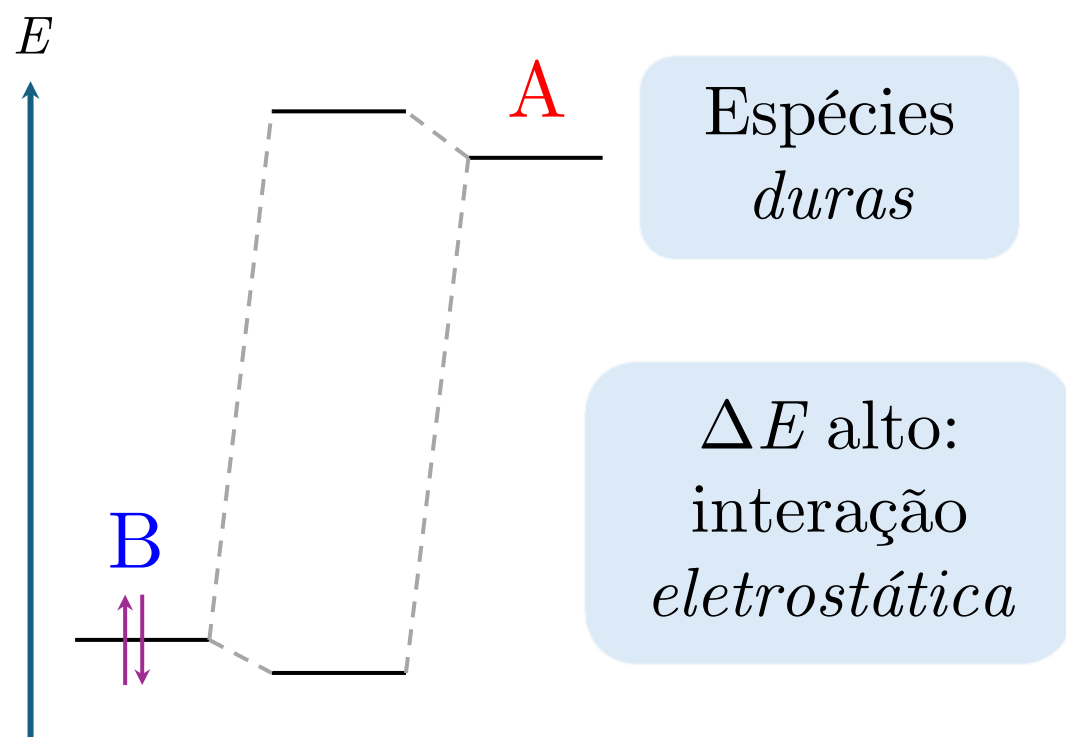 E
A
Espécies
duras
ΔE alto:
interação
eletrostática
B